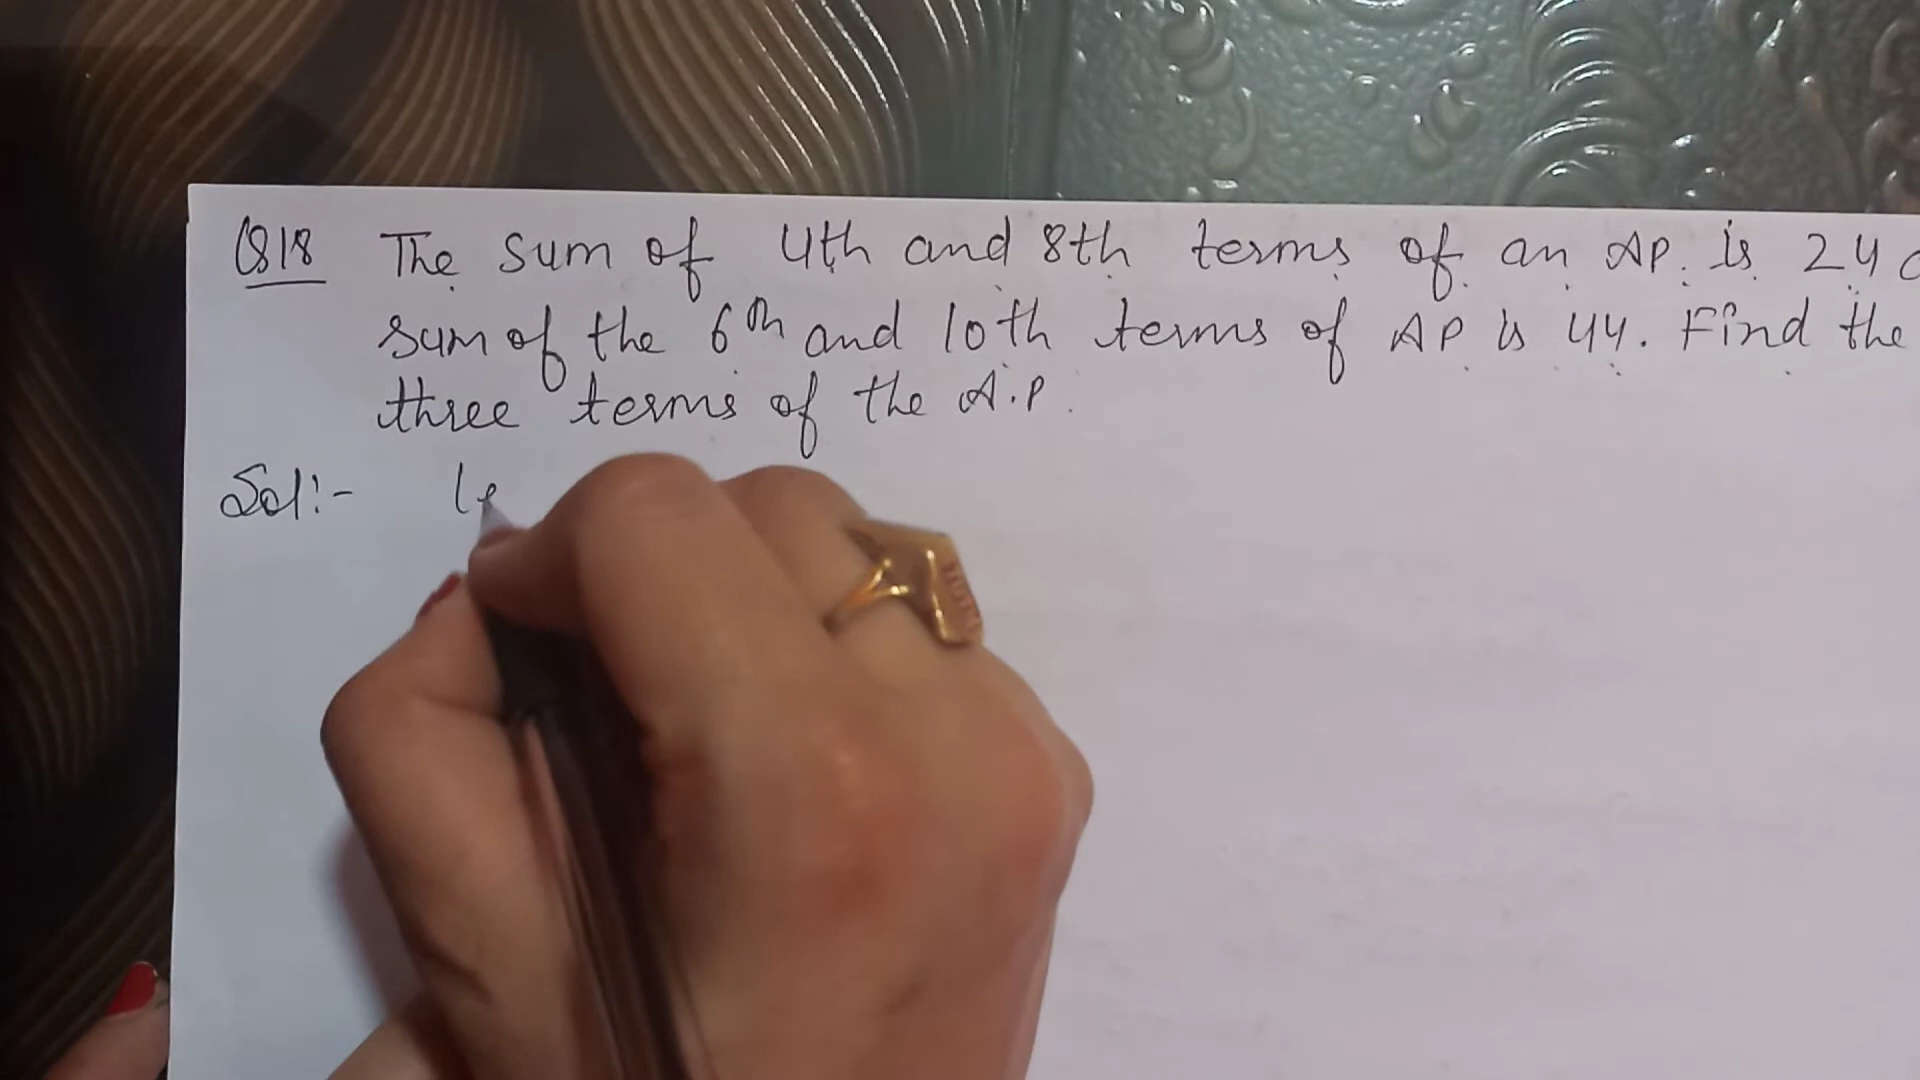 Q18 The sum of 4th and 8th terms of an AP. is 24
sum of the 6th and 10th terms of AP is 44. Find the
three terms of the A.P.
Sol:- Le